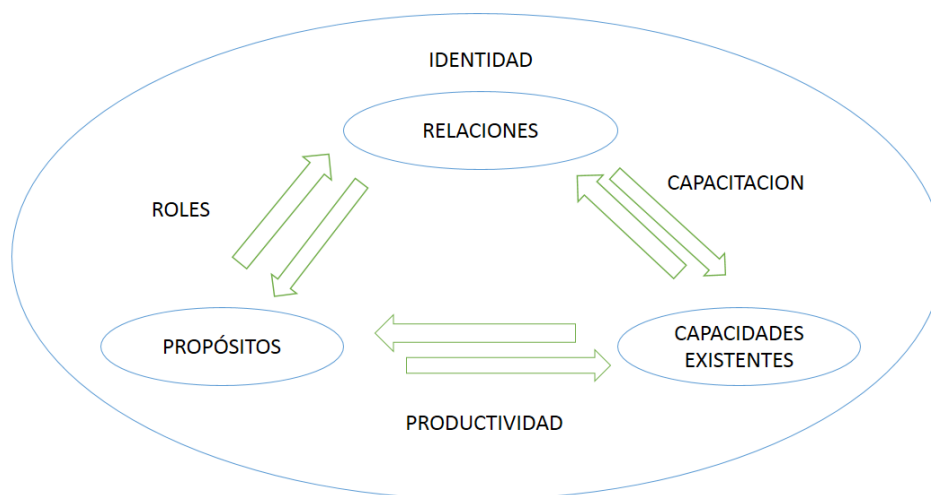 IDENTIDAD
RELACIONES
CAPACITACION
ROLES
PROPÓSITOS
CAPACIDADES
EXISTENTES
PRODUCTIVIDAD